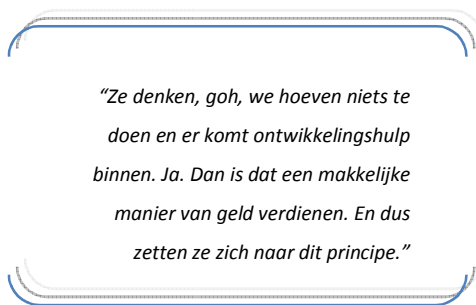 “Ze denken, goh, we hoeven niets te
doen en er komt ontwikkelingshulp
binnen. Ja. Dan is dat een makkelijke
manier van geld verdienen. En dus
zetten ze zich naar dit principe.”